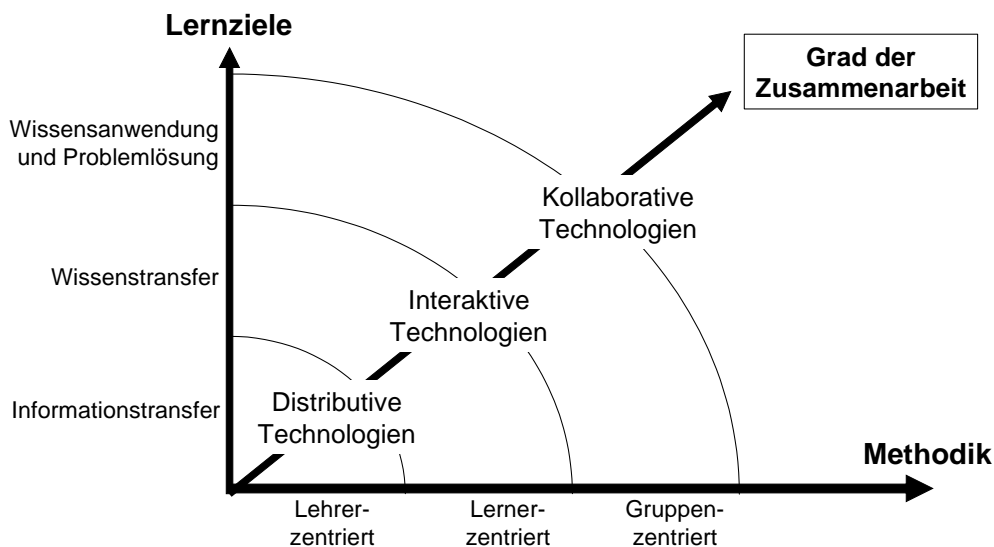 Lernziele
Grad der
Zusammenarbeit
Wissensanwendung
und Problemlösung
Kollaborative
Technologien
Wissenstransfer
Interaktive
Technologien
Informationstransfer
Distributive
Technologien
Methodik
Lehrer-
zentriert
Lerner-
zentriert
Gruppen-
zentriert